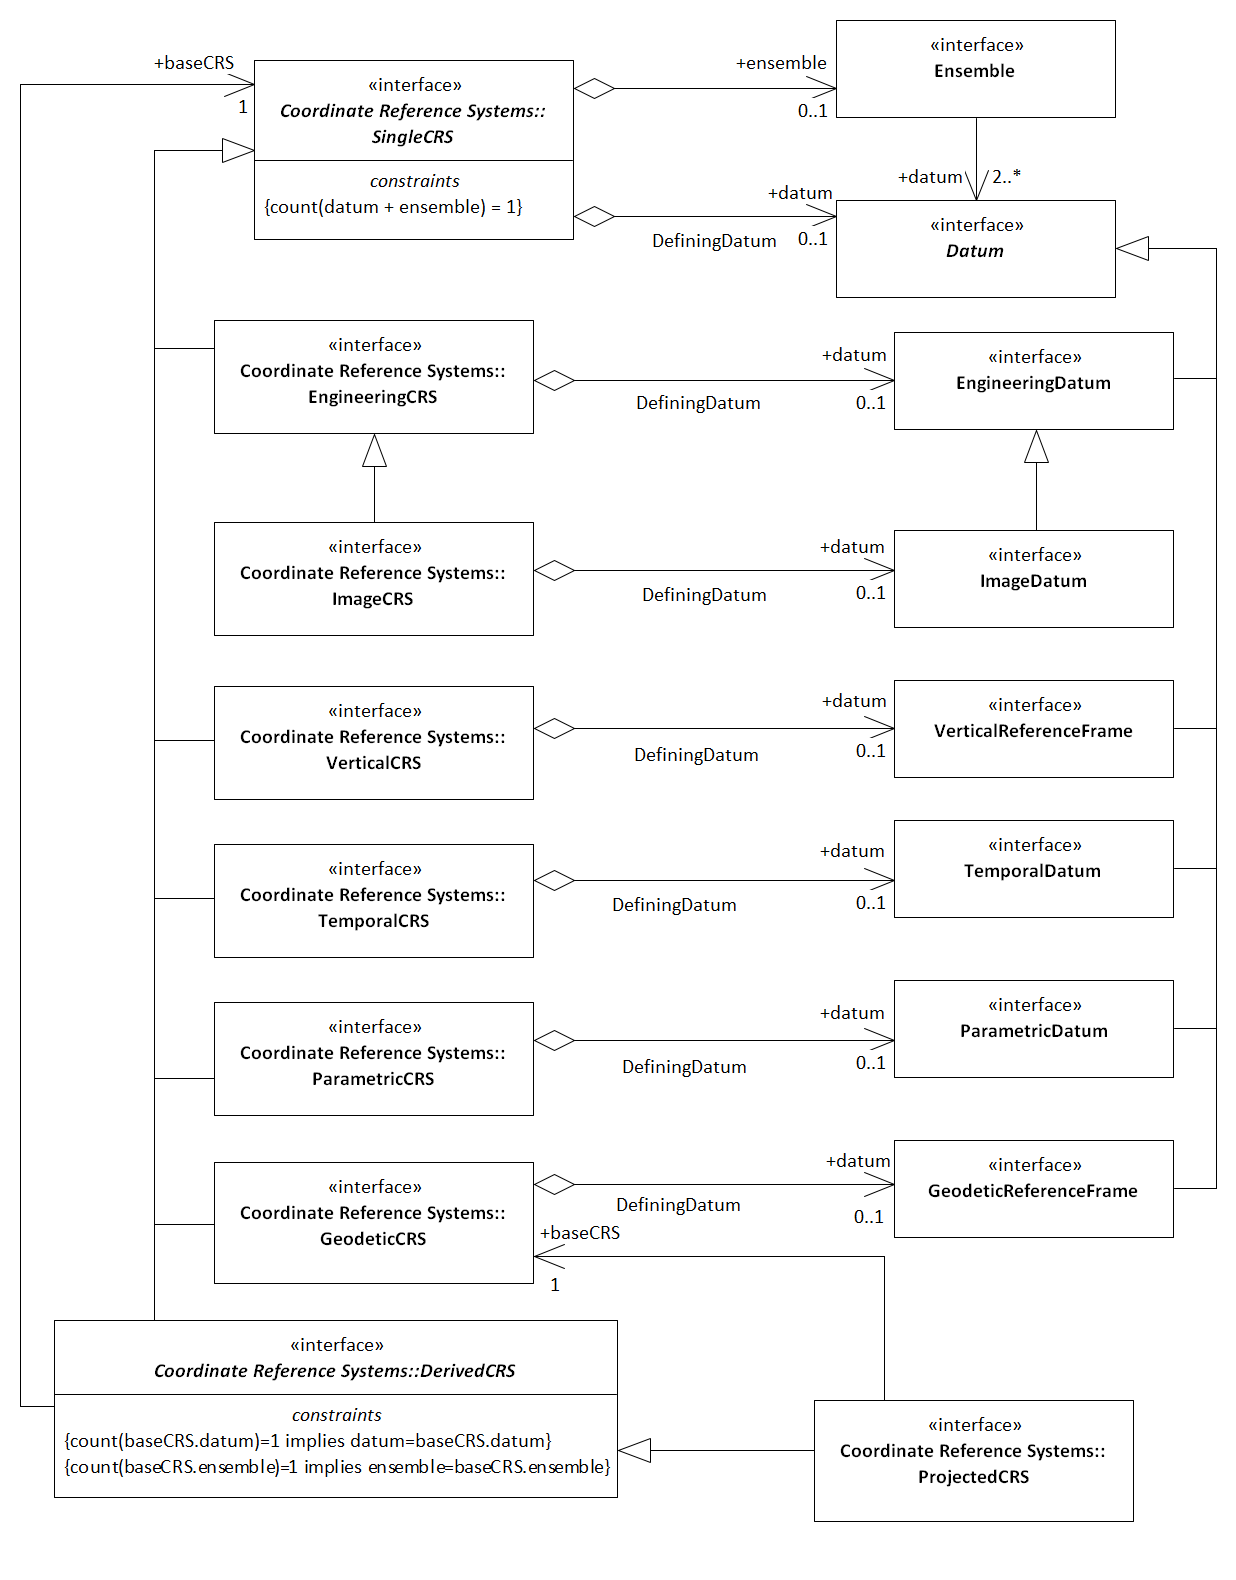 +baseCRS
1
«interface»
Coordinate Reference Systems::
SingleCRS
constraints
{count(datum + ensemble) = 1}
+ensemble
0..1
«interface»
Ensemble
+datum
2..*
+datum
DefiningDatum
0..1
«interface»
Datum
«interface»
Coordinate Reference Systems::
EngineeringCRS
+datum
DefiningDatum
0..1
«interface»
EngineeringDatum
«interface»
Coordinate Reference Systems::
ImageCRS
+datum
DefiningDatum
0..1
«interface»
ImageDatum
«interface»
Coordinate Reference Systems::
VerticalCRS
+datum
DefiningDatum
0..1
«interface»
VerticalReferenceFrame
«interface»
Coordinate Reference Systems::
TemporalCRS
+datum
DefiningDatum
0..1
«interface»
TemporalDatum
«interface»
Coordinate Reference Systems::
ParametricCRS
+datum
DefiningDatum
0..1
«interface»
ParametricDatum
«interface»
Coordinate Reference Systems::
GeodeticCRS
+datum
DefiningDatum
0..1
«interface»
GeodeticReferenceFrame
+baseCRS
1
«interface»
Coordinate Reference Systems::DerivedCRS
constraints
{count(baseCRS.datum)=1 implies datum=baseCRS.datum}
{count(baseCRS.ensemble)=1 implies ensemble=baseCRS.ensemble}
«interface»
Coordinate Reference Systems::
ProjectedCRS